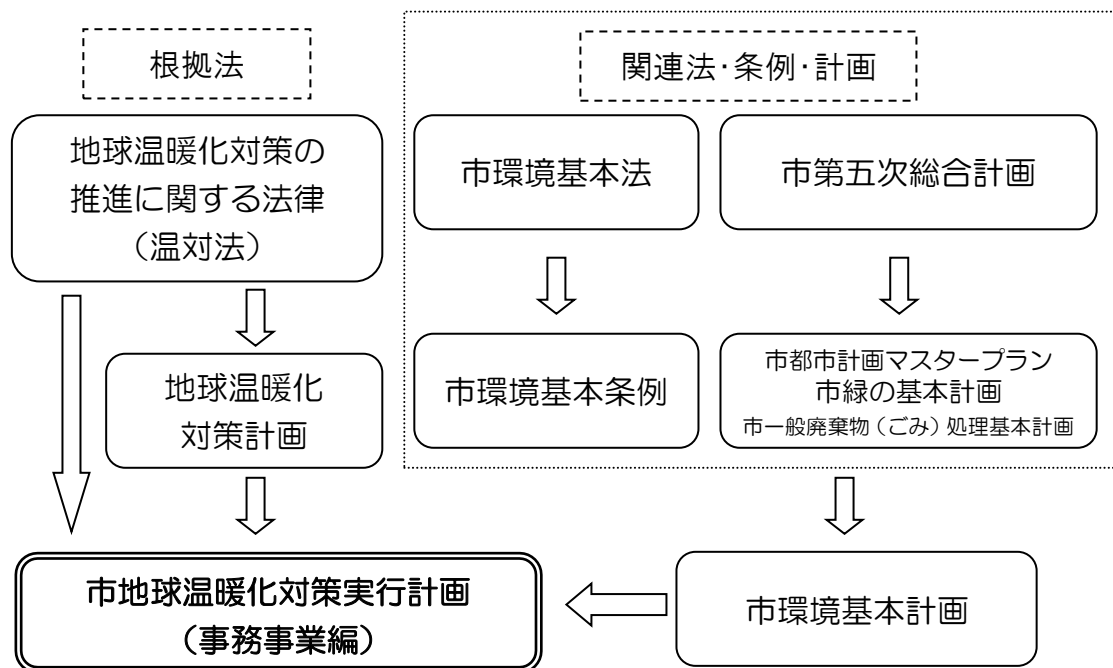 根拠法
地球温暖化対策の
推進に関する法律
（温対法）
地球温暖化
対策計画
関連法・条例・計画
市環境基本法
市第五次総合計画
市環境基本条例
市都市計画マスタープラン
市緑の基本計画
市一般廃棄物（ごみ）処理基本計画
市地球温暖化対策実行計画
（事務事業編）
市環境基本計画